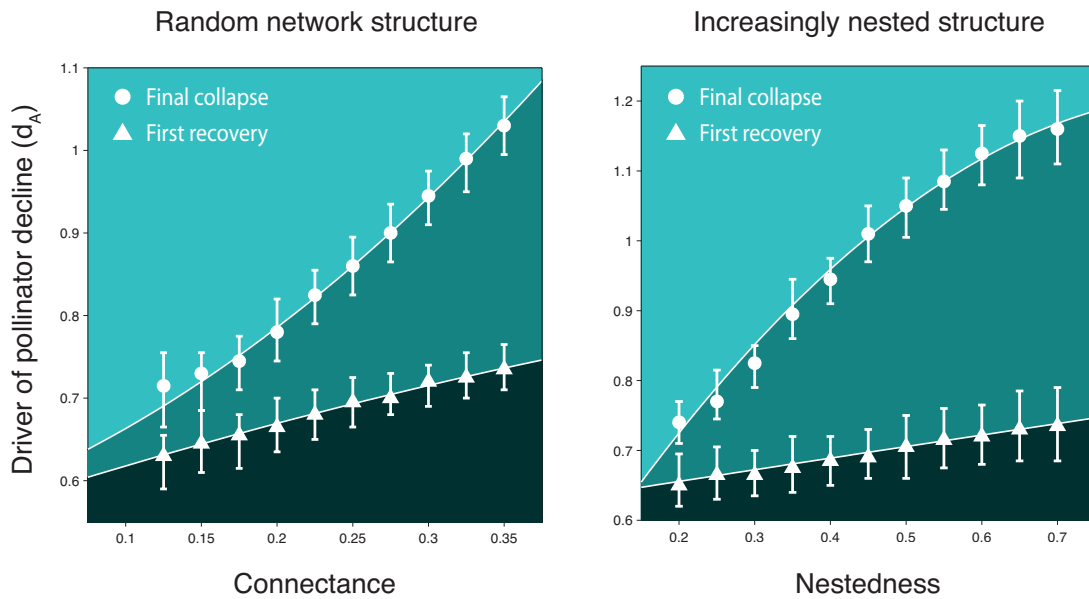 Random network structure
Increasingly nested structure
Driver of pollinator decline (d_A)
1.1
1
0.9
0.8
0.7
0.6
Final collapse
First recovery
0.1
0.15
0.2
0.25
0.3
0.35
Connectance
1.2
1.1
1
0.9
0.8
0.7
0.6
Final collapse
First recovery
0.2
0.3
0.4
0.5
0.6
0.7
Nestedness